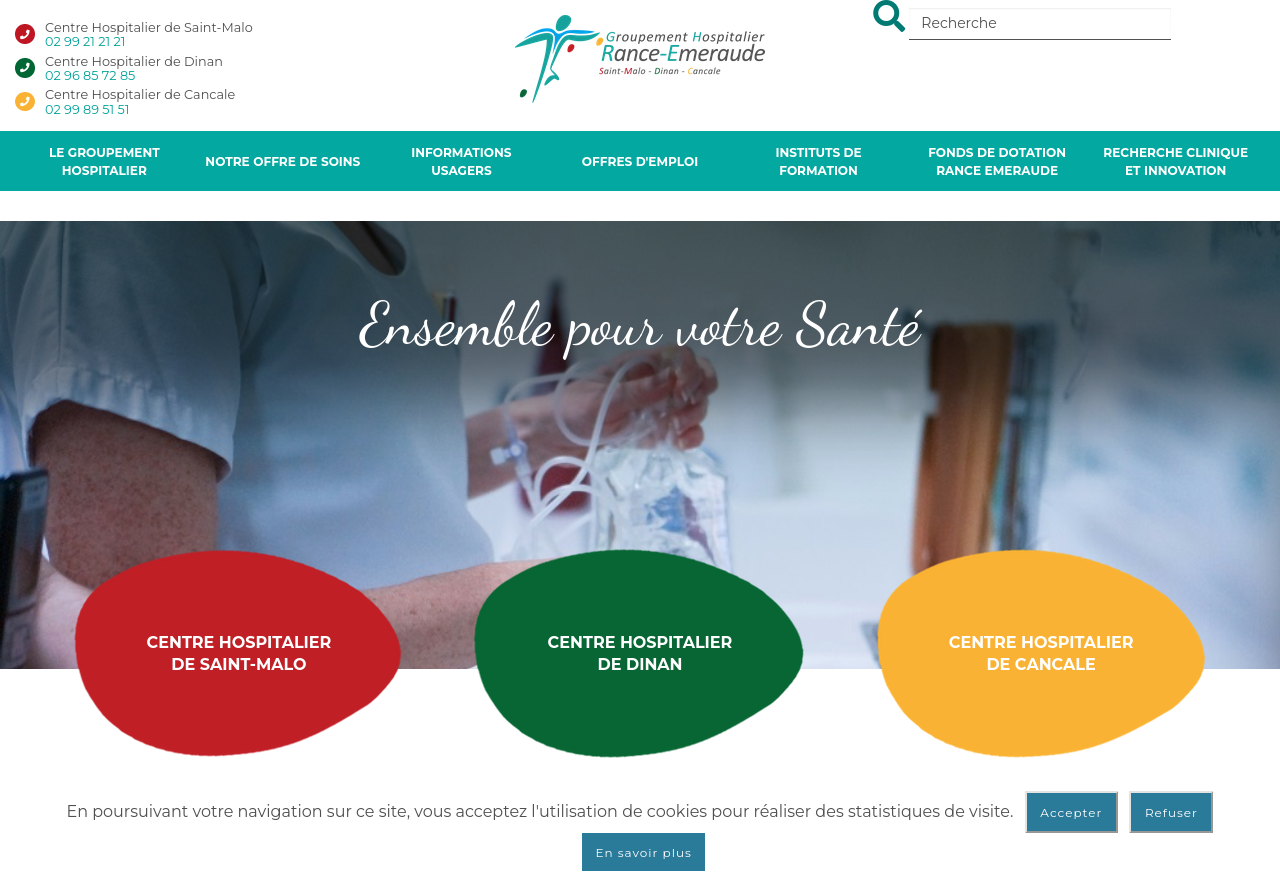 Centre Hospitalier de Saint-Malo
02 99 21 21 21
Centre Hospitalier de Dinan
02 96 85 72 85
Centre Hospitalier de Cancale
02 99 89 51 51
Groupement Hospitalier
Rance-Emeraude
Saint-Malo - Dinan - Cancale
Recherche
LE GROUPEMENT
HOSPITALIER
NOTRE OFFRE DE SOINS
INFORMATIONS
USAGERS
OFFRES D'EMPLOI
INSTITUTS DE
FORMATION
FONDS DE DOTATION
RANCE EMERAUDE
RECHERCHE CLINIQUE
ET INNOVATION
Ensemble pour votre Santé
CENTRE HOSPITALIER
DE SAINT-MALO
CENTRE HOSPITALIER
DE DINAN
CENTRE HOSPITALIER
DE CANCALE
En poursuivant votre navigation sur ce site, vous acceptez l'utilisation de cookies pour réaliser des statistiques de visite.
Accepter
Refuser
En savoir plus